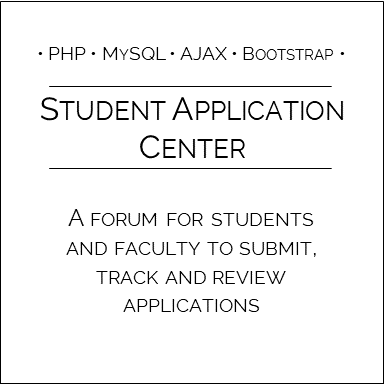 • PHP • MySQL • AJAX • Bootstrap •
Student Application
Center
A forum for students
and faculty to submit,
track and review
applications